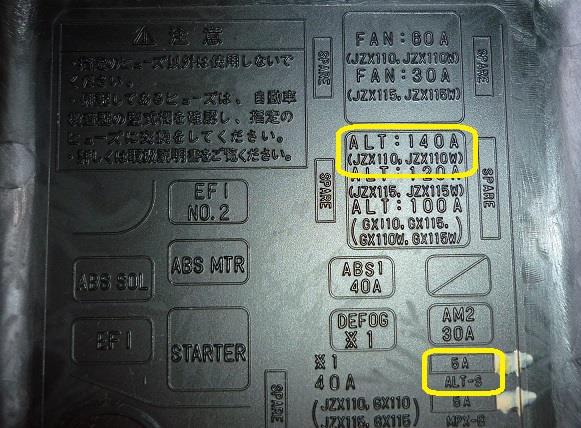 注意
・指定のヒューズ以外は使用しないで
ください。
・表示してあるヒューズは、自動車
検査証の型式欄を確認し、指定の
ヒューズに交換をしてください。
・詳しくは取扱説明書をご覧ください。
SPARE
FAN:60A
(JZX110, JZX110W)
FAN:30A
(JZX115, JZX115W)
SPARE
ALT:140A
(JZX110, JZX110W)
ALT:120A
(JZX115, JZX115W)
ALT:100A
(GX110, GX115,
GX110W, GX115W)
SPARE
SPARE
EFI
NO.2
ABS SOL
ABS MTR
ABS1
40A
EFI
STARTER
DEFOG
※1
AM2
30A
※1
40A
(JZX110, GX110
JZX115, GX115
5A
ALT-S
5A
MPX-B
SPARE